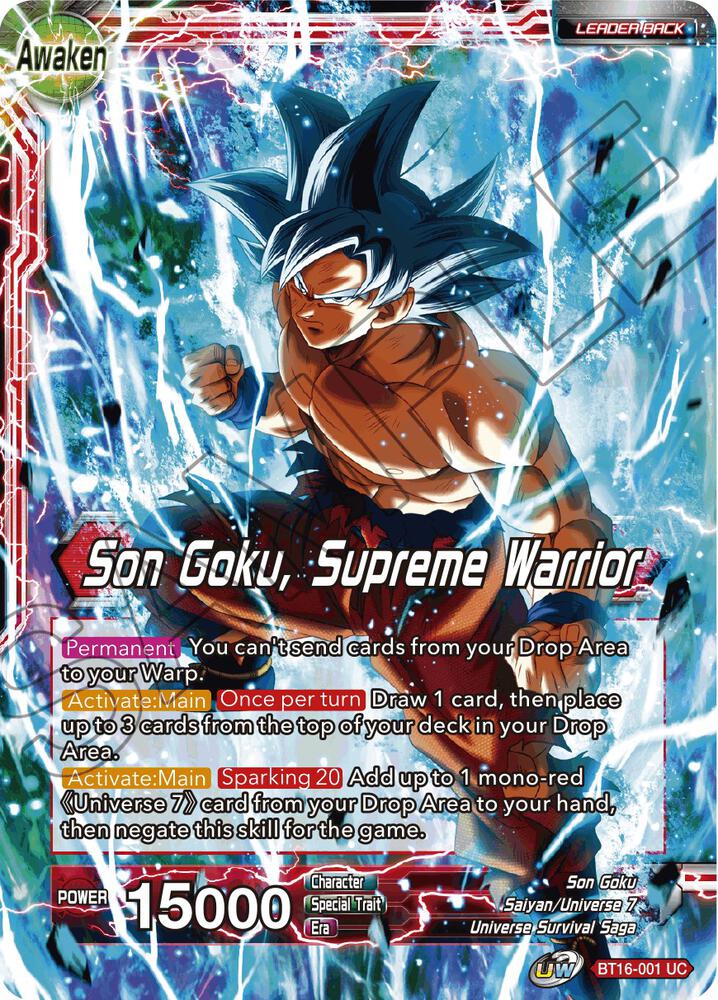 Awaken
LEADER BACK
SAMPLE
Son Goku, Supreme Warrior
Permanent You can't send cards from your Drop Area
to your Warp.
Activate:Main Once per turn Draw 1 card, then place
up to 3 cards from the top of your deck in your Drop
Area.
Activate:Main Sparking 20 Add up to 1 mono-red
《Universe 7》 card from your Drop Area to your hand,
then negate this skill for the game.
POWER 15000
Character Son Goku
Special Trait Saiyan/Universe 7
Era Universe Survival Saga
UW BT16-001 UC